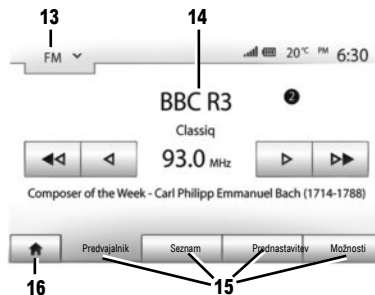 13 14
FM 20°C PM 6:30
BBC R3 2
Classiq
93.0 MHz
Composer of the Week - Carl Philipp Emmanuel Bach (1714-1788)
Predvajalnik Seznam Prednastavitev Možnosti
16 15